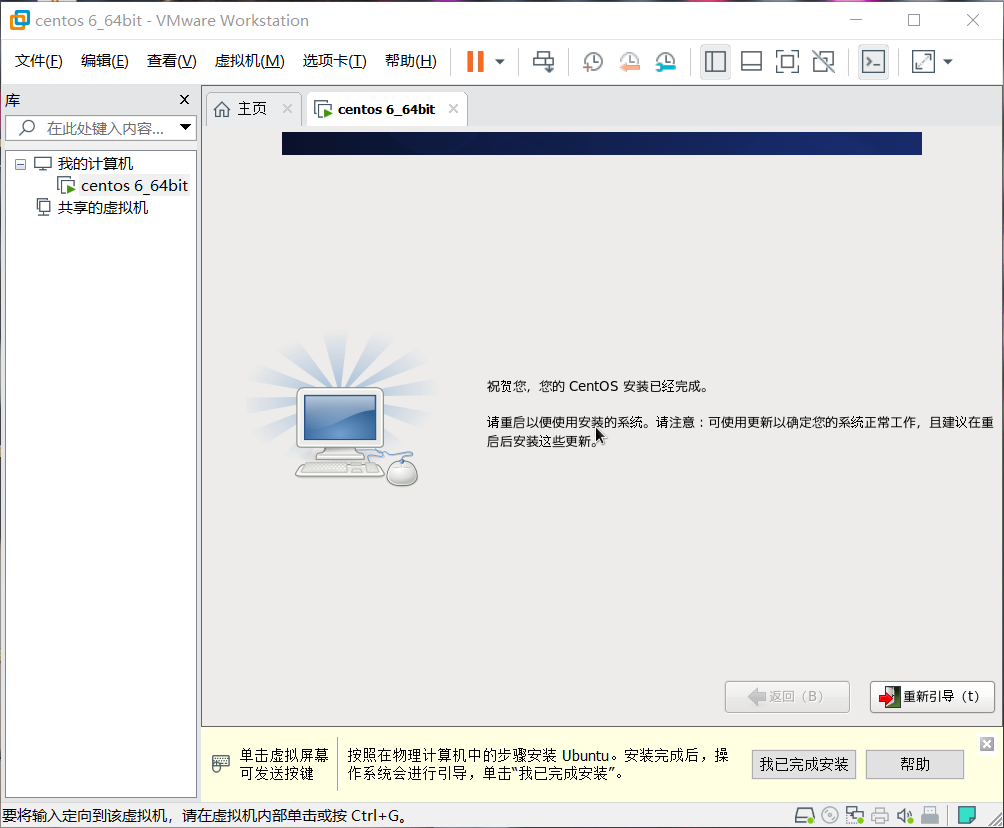 centos 6_64bit - VMware Workstation
文件(F) 编辑(E) 查看(V) 虚拟机(M) 选项卡(T) 帮助(H)
库
在此处键入内容...
我的计算机
centos 6_64bit
共享的虚拟机
主页 centos 6_64bit
祝贺您，您的 CentOS 安装已经完成。
请重启以便使用安装的系统。请注意：可使用更新以确定您的系统正常工作，且建议在重
启后安装这些更新。
返回（B） 重新引导（t）
单击虚拟屏幕
可发送按键
按照在物理计算机中的步骤安装 Ubuntu。安装完成后，操
作系统会进行引导，单击“我已完成安装”。
我已完成安装 帮助
要将输入定向到该虚拟机，请在虚拟机内部单击或按 Ctrl+G。